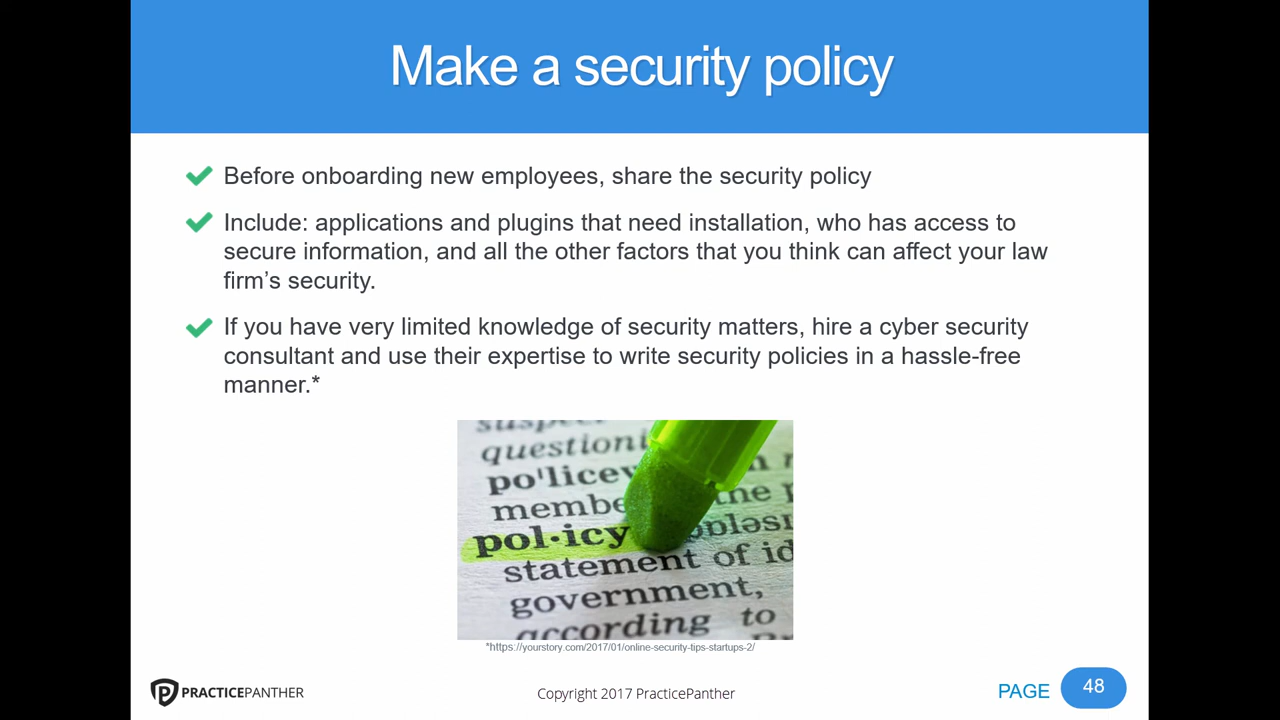 Make a security policy
Before onboarding new employees, share the security policy
Include: applications and plugins that need installation, who has access to
secure information, and all the other factors that you think can affect your law
firm’s security.
If you have very limited knowledge of security matters, hire a cyber security
consultant and use their expertise to write security policies in a hassle-free
manner.*
questioni
po'licew
membe the p
pol·icy
statement of id
government,
according to
*https://yourstory.com/2017/01/online-security-tips-startups-2/
PRACTICEPANTHER
Copyright 2017 PracticePanther
PAGE 48